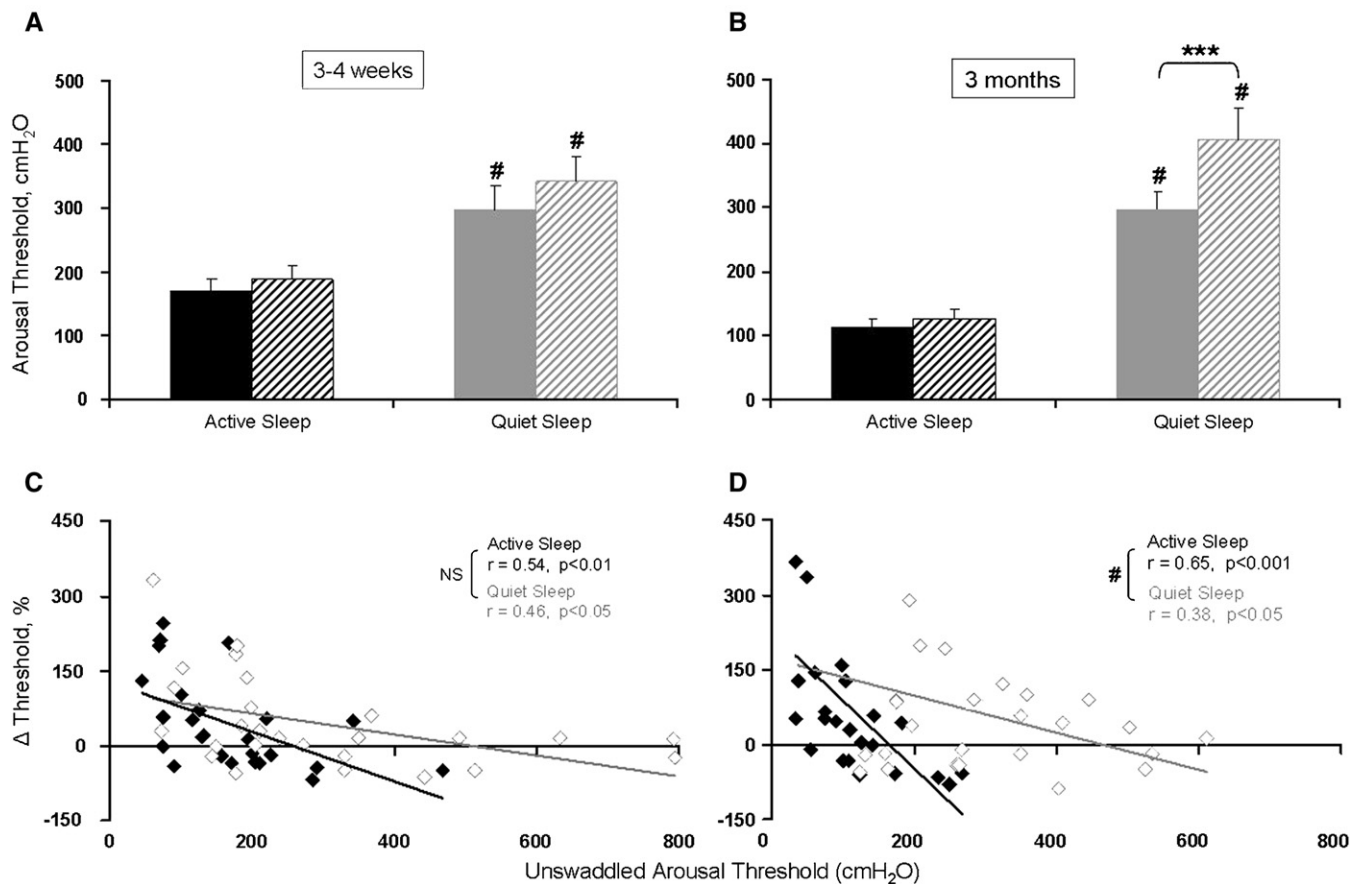 A
3-4 weeks
500
400
300
200
100
0
Arousal Threshold, cmH₂O
#
#
Active Sleep
Quiet Sleep
B
3 months
***
500
400
300
200
100
0
#
#
Active Sleep
Quiet Sleep
C
450
300
150
0
-150
Δ Threshold, %
NS
Active Sleep
r = 0.54, p<0.01
Quiet Sleep
r = 0.46, p<0.05
0
200
400
600
800
D
450
300
150
0
-150
#
Active Sleep
r = 0.65, p<0.001
Quiet Sleep
r = 0.38, p<0.05
0
200
400
600
800
Unswaddled Arousal Threshold (cmH₂O)